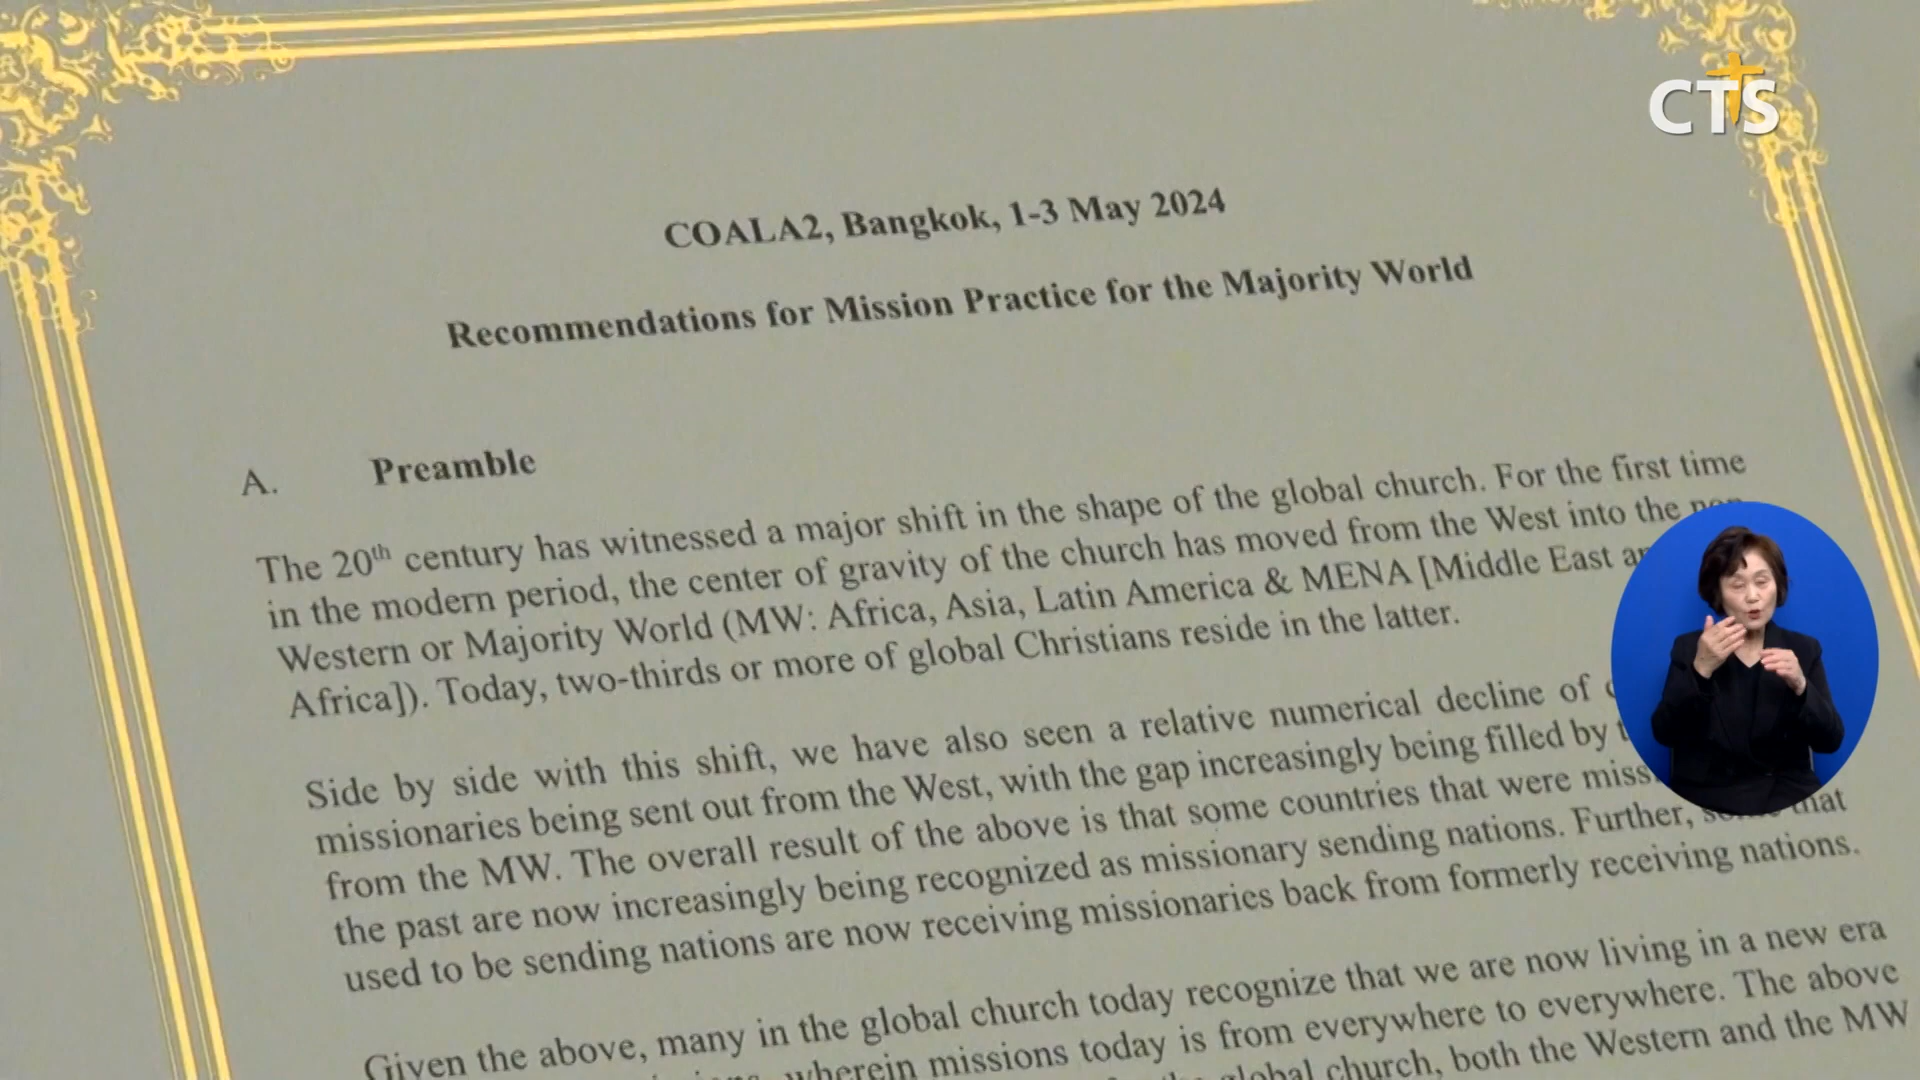 CTS
COALA2, Bangkok, 1-3 May 2024
Recommendations for Mission Practice for the Majority World
A. Preamble
The 20th century has witnessed a major shift in the shape of the global church. For the first time
in the modern period, the center of gravity of the church has moved from the West into the
Western or Majority World (MW: Africa, Asia, Latin America & MENA [Middle East
Africa]). Today, two-thirds or more of global Christians reside in the latter.
Side by side with this shift, we have also seen a relative numerical decline of
missionaries being sent out from the West, with the gap increasingly being filled by
from the MW. The overall result of the above is that some countries that were
the past are now increasingly being recognized as missionary sending nations. Further, that
used to be sending nations are now receiving missionaries back from formerly receiving nations.
Given the above, many in the global church today recognize that we are now living in a new era
wherein missions today is from everywhere to everywhere. The above
global church, both the Western and the MW